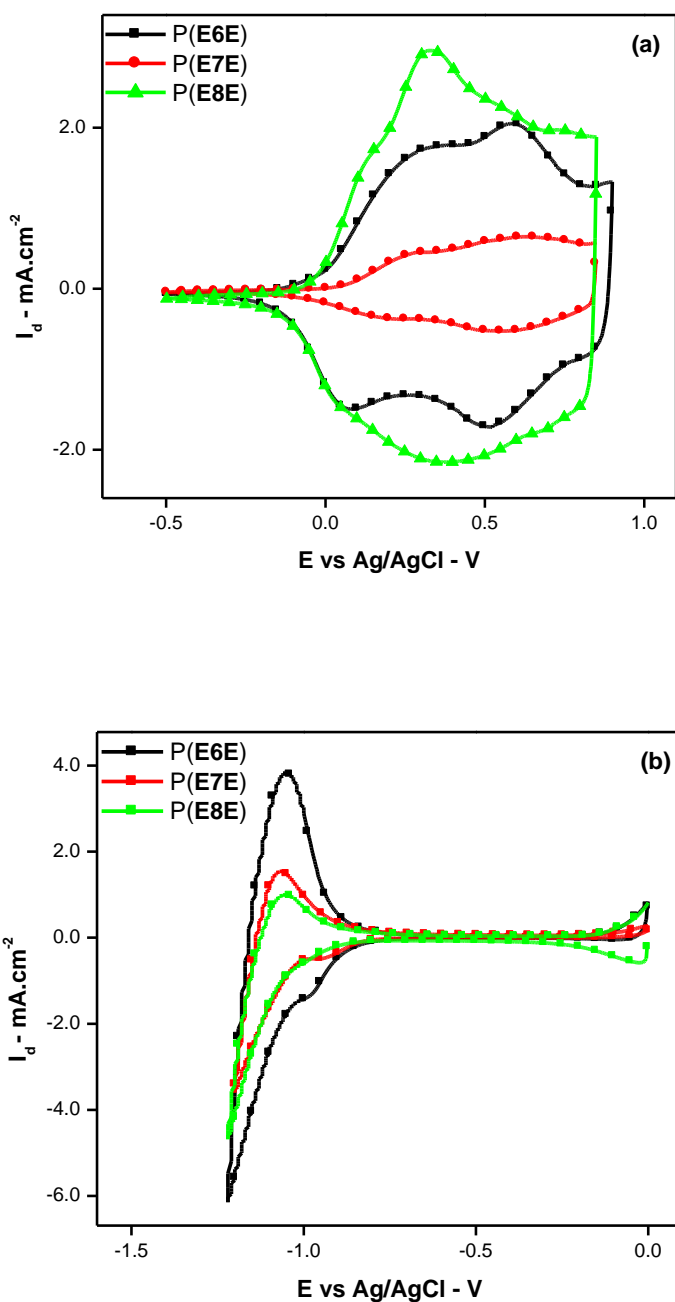 P(E6E) (a)
P(E7E)
P(E8E)
2.0
0.0
-2.0
I_d - mA.cm⁻²
-0.5 0.0 0.5 1.0
E vs Ag/AgCl - V
P(E6E) (b)
P(E7E)
P(E8E)
4.0
2.0
0.0
-2.0
-4.0
-6.0
I_d - mA.cm⁻²
-1.5 -1.0 -0.5 0.0
E vs Ag/AgCl - V